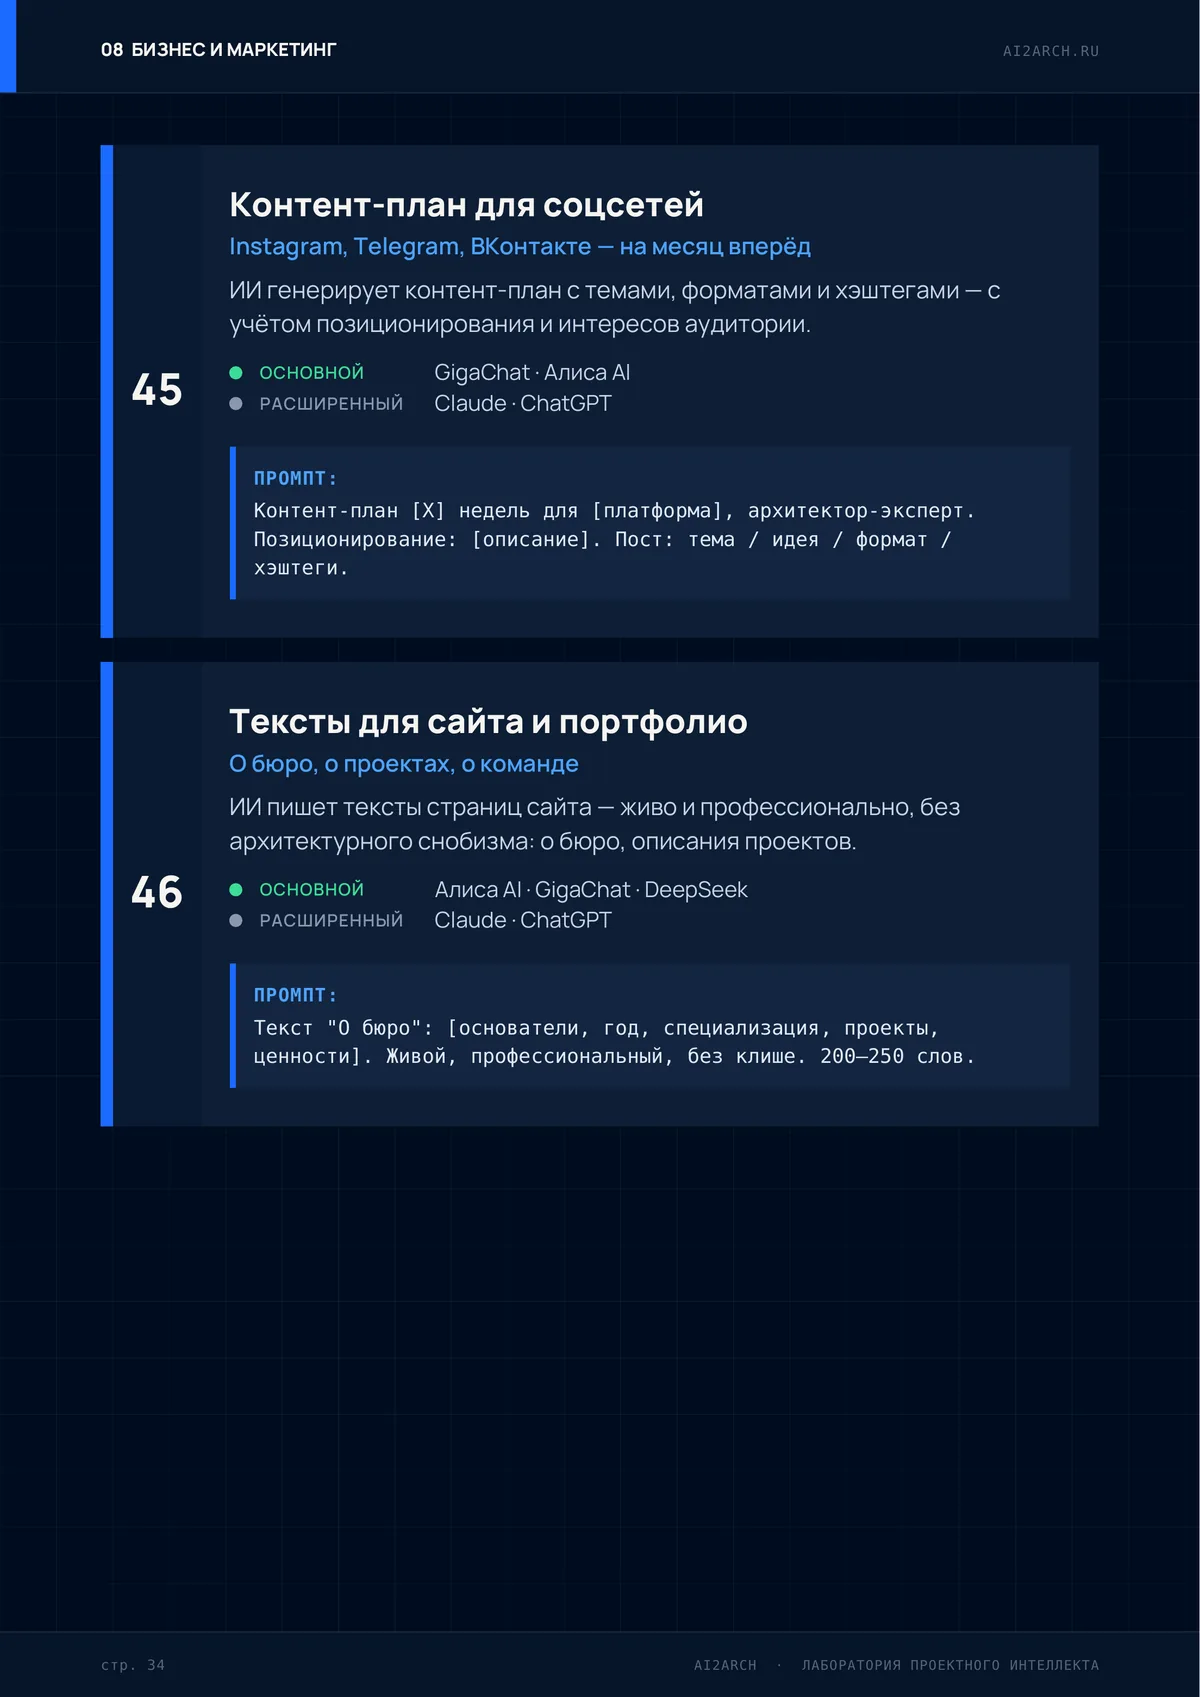 08 БИЗНЕС И МАРКЕТИНГ
AI2ARCH.RU
45
Контент-план для соцсетей
Instagram, Telegram, ВКонтакте — на месяц вперёд
ИИ генерирует контент-план с темами, форматами и хэштегами — с
учётом позиционирования и интересов аудитории.
ОСНОВНОЙ GigaChat · Алиса AI
РАСШИРЕННЫЙ Claude · ChatGPT
ПРОМПТ:
Контент-план [X] недель для [платформа], архитектор-эксперт.
Позиционирование: [описание]. Пост: тема / идея / формат /
хэштеги.
46
Тексты для сайта и портфолио
О бюро, о проектах, о команде
ИИ пишет тексты страниц сайта — живо и профессионально, без
архитектурного снобизма: о бюро, описания проектов.
ОСНОВНОЙ Алиса AI · GigaChat · DeepSeek
РАСШИРЕННЫЙ Claude · ChatGPT
ПРОМПТ:
Текст "О бюро": [основатели, год, специализация, проекты,
ценности]. Живой, профессиональный, без клише. 200–250 слов.
стр. 34
AI2ARCH · ЛАБОРАТОРИЯ ПРОЕКТНОГО ИНТЕЛЛЕКТА